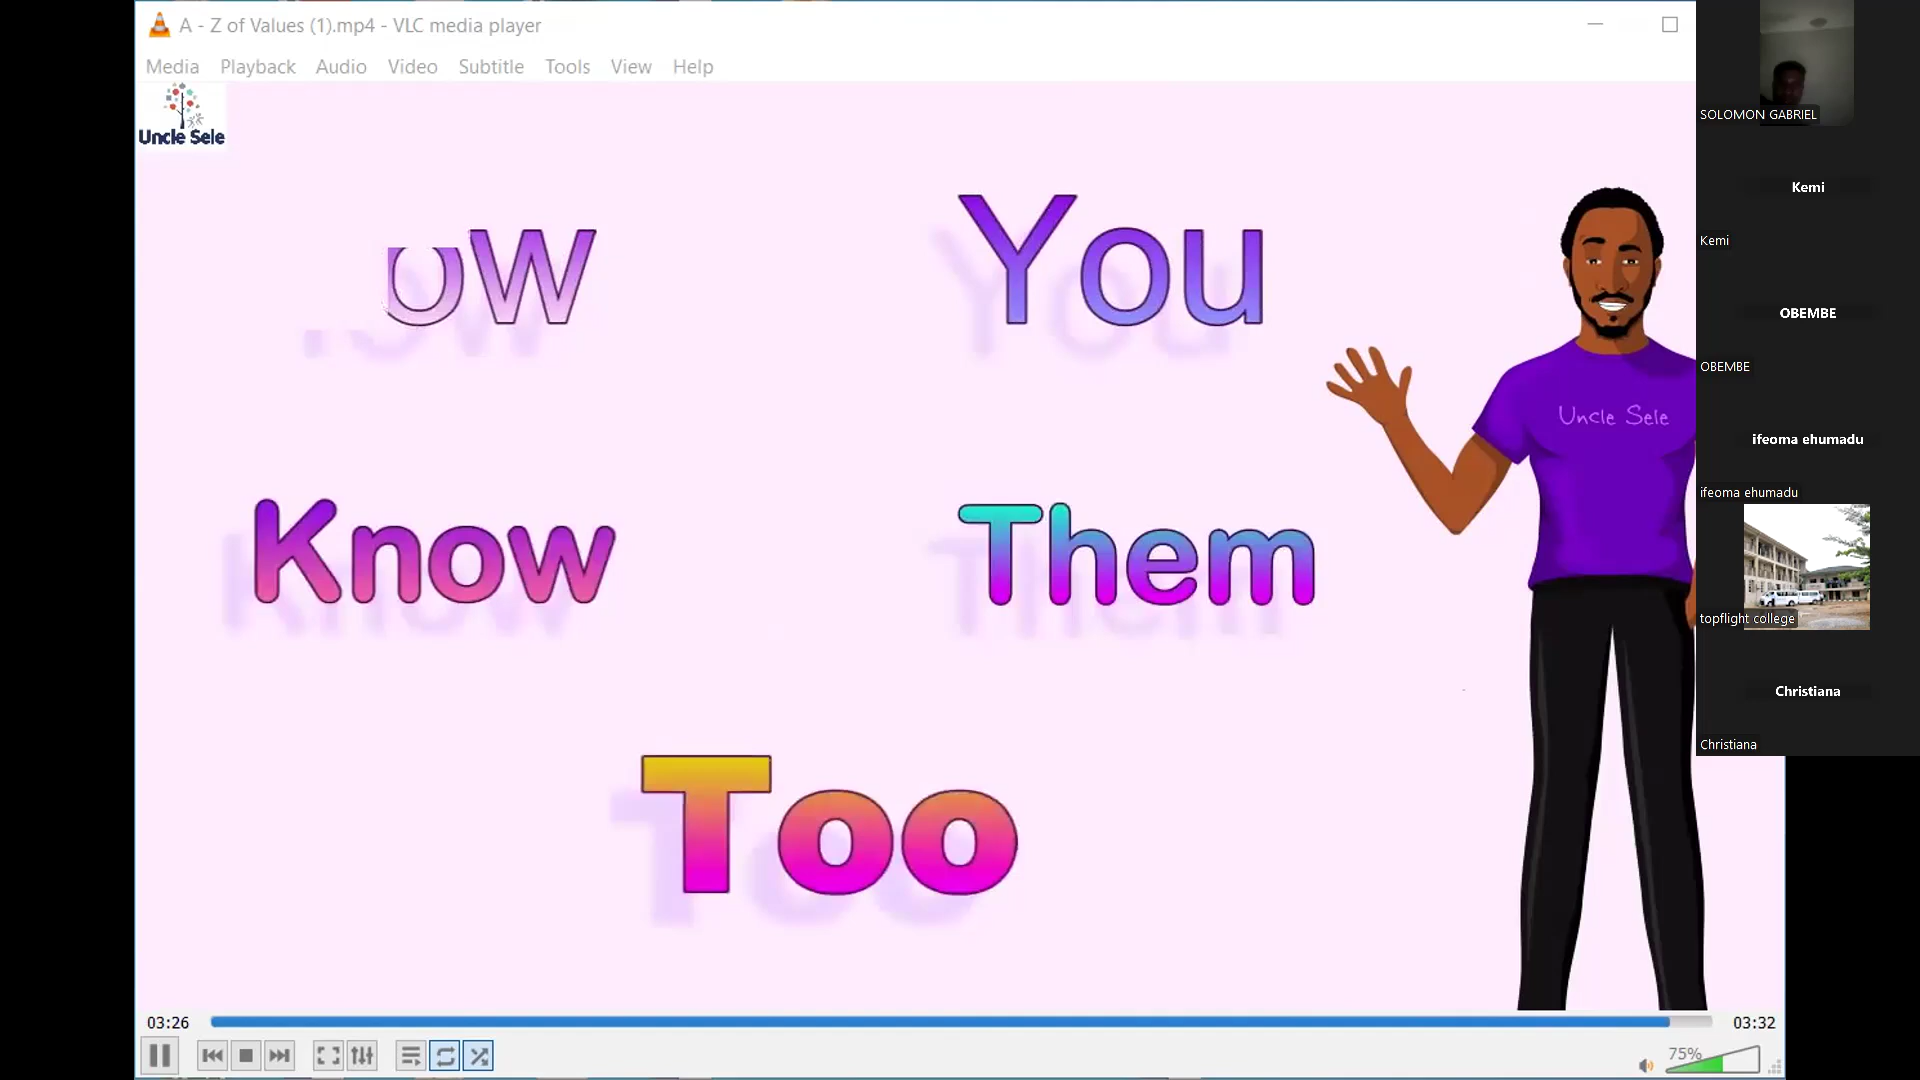 A - Z of Values (1).mp4 - VLC media player
Media Playback Audio Video Subtitle Tools View Help
Uncle Sele
ow You
Uncle Sele
Know Them
Too
03:26 03:32
75%
SOLOMON GABRIEL
Kemi
Kemi
OBEMBE
OBEMBE
ifeoma ehumadu
ifeoma ehumadu
topflight college
Christiana
Christiana